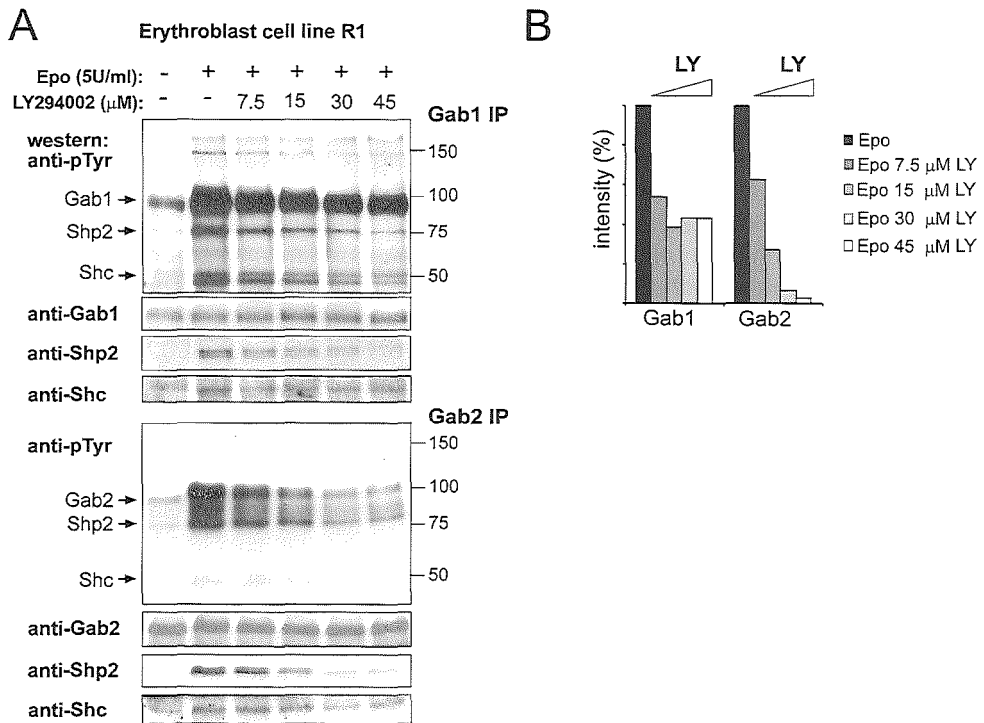 A
Erythroblast cell line R1
Epo (5U/ml): - + + + + +
LY294002 (μM): - - 7.5 15 30 45
Gab1 IP
western:
anti-pTyr
150
Gab1
100
Shp2
75
Shc
50
anti-Gab1
anti-Shp2
anti-Shc
Gab2 IP
anti-pTyr
150
Gab2
100
Shp2
75
Shc
50
anti-Gab2
anti-Shp2
anti-Shc
B
LY LY
intensity (%)
Gab1 Gab2
Epo
Epo 7.5 μM LY
Epo 15 μM LY
Epo 30 μM LY
Epo 45 μM LY